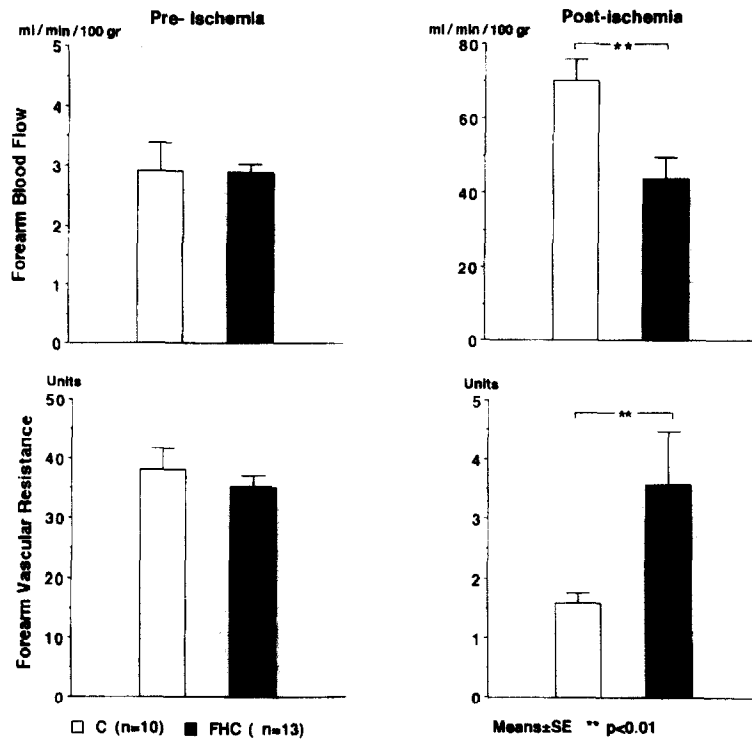 Pre- Ischemia
Post-ischemia
ml / min / 100 gr
ml / min / 100 gr
Forearm Blood Flow
5
4
3
2
1
0
80
60
40
20
0
**
Units
Units
Forearm Vascular Resistance
50
40
30
20
10
0
5
4
3
2
1
0
**
C (n=10) FHC ( n=13)
Means±SE ** p<0.01